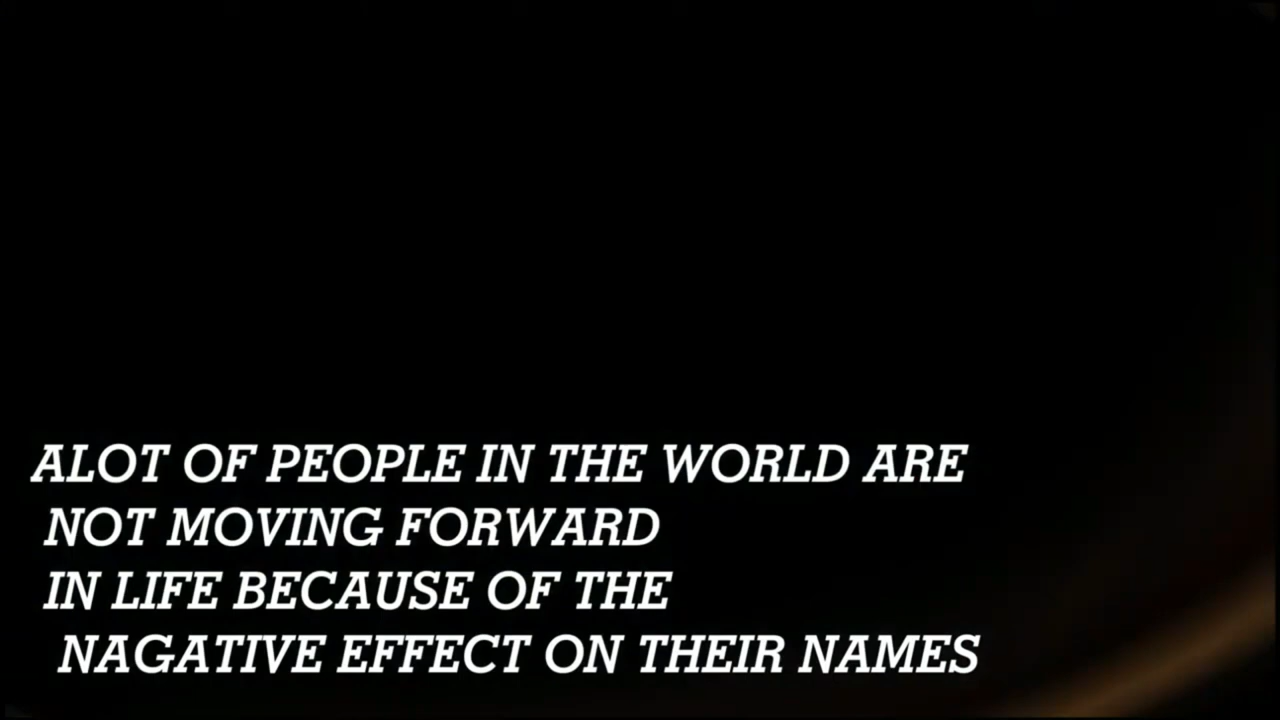 ALOT OF PEOPLE IN THE WORLD ARE
NOT MOVING FORWARD
IN LIFE BECAUSE OF THE
NAGATIVE EFFECT ON THEIR NAMES